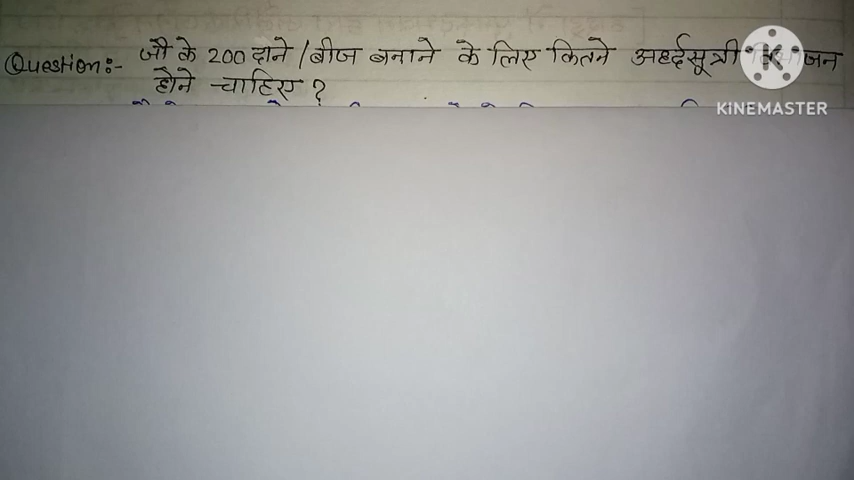 Question:- जौ के 200 दाने / बीज बनाने के लिए कितने अर्द्धसूत्री
होने चाहिए ?
KINEMASTER